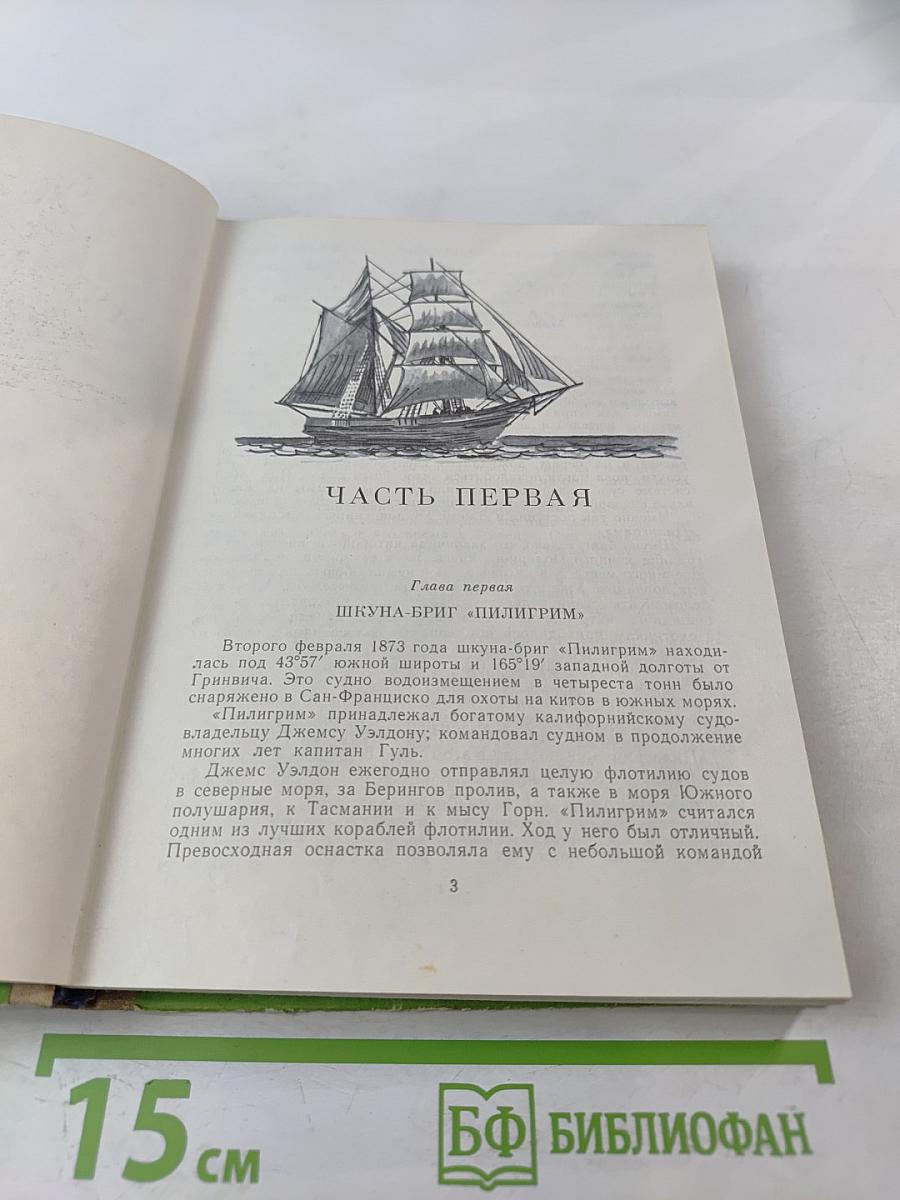 ЧАСТЬ ПЕРВАЯ
Глава первая
ШКУНА-БРИГ «ПИЛИГРИМ»
Второго февраля 1873 года шкуна-бриг «Пилигрим» находи-
лась под 43°57′ южной широты и 165°19′ западной долготы от
Гринвича. Это судно водоизмещением в четыреста тонн было
снаряжено в Сан-Франциско для охоты на китов в южных морях.
«Пилигрим» принадлежал богатому калифорнийскому судо-
владельцу Джемсу Уэлдону; командовал судном в продолжение
многих лет капитан Гуль.
Джемс Уэлдон ежегодно отправлял целую флотилию судов
в северные моря, за Берингов пролив, а также в моря Южного
полушария, к Тасмании и к мысу Горн. «Пилигрим» считался
одним из лучших кораблей флотилии. Ход у него был отличный.
Превосходная оснастка позволяла ему с небольшой командой
3
15 см
БФ БИБЛИОФАН